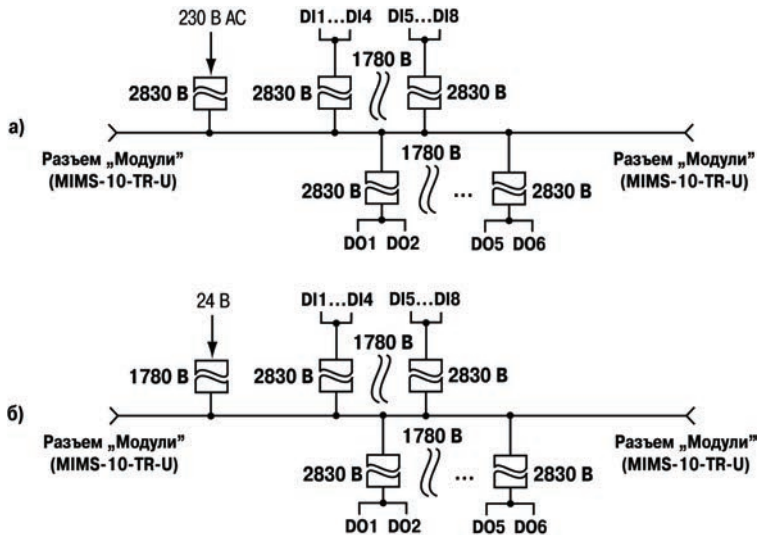 230 В AC
DI1...DI4
DI5...DI8
1780 В
2830 В
2830 В
2830 В
а)
Разъем „Модули”
(MIMS-10-TR-U)
1780 В
Разъем „Модули”
(MIMS-10-TR-U)
2830 В
...
2830 В
DO1 DO2
DO5 DO6
24 В
DI1...DI4
DI5...DI8
1780 В
1780 В
2830 В
2830 В
б)
Разъем „Модули”
(MIMS-10-TR-U)
1780 В
Разъем „Модули”
(MIMS-10-TR-U)
2830 В
...
2830 В
DO1 DO2
DO5 DO6